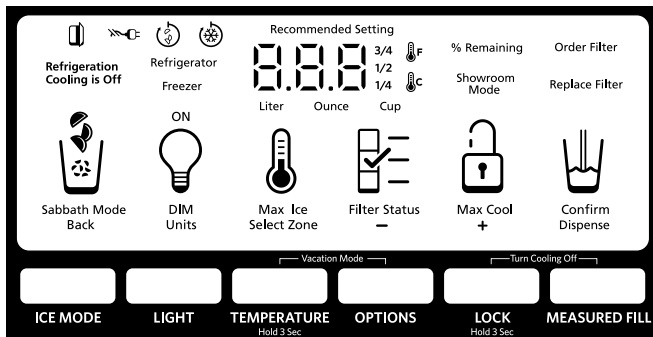 Recommended Setting
Refrigeration
Cooling is Off
Refrigerator
Freezer
8.8.8
3/4
1/2
1/4
F
C
Liter
Ounce
Cup
% Remaining
Showroom
Mode
Order Filter
Replace Filter
ON
Sabbath Mode
Back
DIM
Units
Max Ice
Select Zone
Filter Status
–
Max Cool
+
Confirm
Dispense
Vacation Mode
Turn Cooling Off
ICE MODE
LIGHT
TEMPERATURE
Hold 3 Sec
OPTIONS
LOCK
Hold 3 Sec
MEASURED FILL